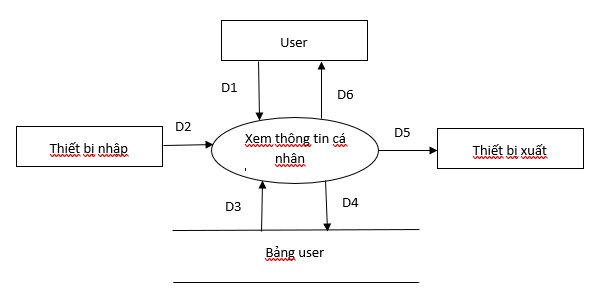 User
D1
D6
D2
Xem thông tin cá
nhân
D5
Thiết bị nhập
Thiết bị xuất
D3
D4
Bảng user